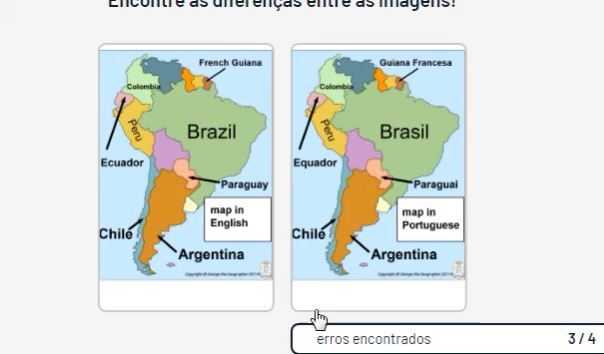 Encontre as diferenças entre as imagens!
French Guiana
Colombia
Peru
Brazil
Ecuador
Paraguay
map in
English
Chile
Argentina
Guiana Francesa
Colombia
Peru
Brasil
Equador
Paraguai
map in
Portuguese
Chile
Argentina
erros encontrados
3 / 4